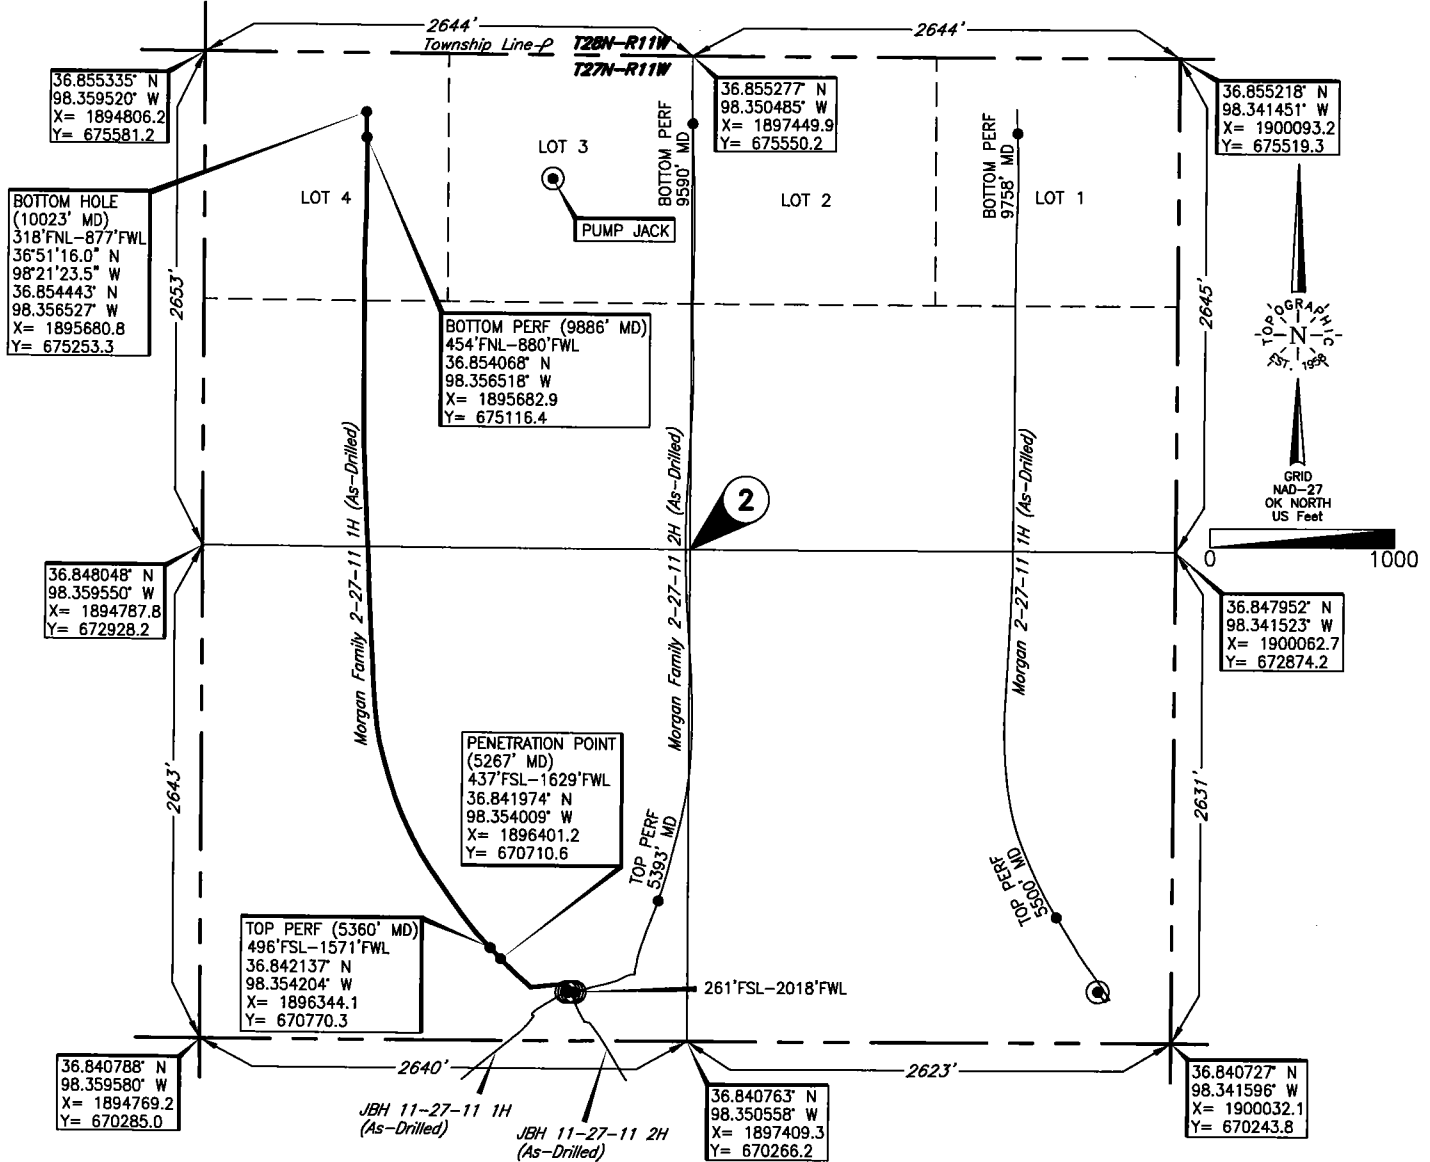 2644'
2644'
Township Line
T28N-R11W
T27N-R11W
36.855335° N
98.359520° W
X= 1894806.2
Y= 675581.2
36.855277° N
98.350485° W
X= 1897449.9
Y= 675550.2
36.855218° N
98.341451° W
X= 1900093.2
Y= 675519.3
BOTTOM PERF
9590' MD
BOTTOM PERF
9758' MD
LOT 3
LOT 4
LOT 2
LOT 1
PUMP JACK
BOTTOM HOLE
(10023' MD)
318'FNL-877'FWL
36°51'16.0" N
98°21'23.5" W
36.854443° N
98.356527° W
X= 1895680.8
Y= 675253.3
2653'
2645'
BOTTOM PERF (9886' MD)
454'FNL-880'FWL
36.854068° N
98.356518° W
X= 1895682.9
Y= 675116.4
TOPOGRAPHIC
N
EST. 1958
GRID
NAD-27
OK NORTH
US Feet
0
1000
2
Morgan Family 2-27-11 1H (As-Drilled)
Morgan Family 2-27-11 2H (As-Drilled)
Morgan 2-27-11 1H (As-Drilled)
36.848048° N
98.359550° W
X= 1894787.8
Y= 672928.2
36.847952° N
98.341523° W
X= 1900062.7
Y= 672874.2
2643'
2631'
PENETRATION POINT
(5267' MD)
437'FSL-1629'FWL
36.841974° N
98.354009° W
X= 1896401.2
Y= 670710.6
TOP PERF
5393' MD
TOP PERF
5500' MD
TOP PERF (5360' MD)
496'FSL-1571'FWL
36.842137° N
98.354204° W
X= 1896344.1
Y= 670770.3
261'FSL-2018'FWL
2640'
2623'
36.840788° N
98.359580° W
X= 1894769.2
Y= 670285.0
JBH 11-27-11 1H
(As-Drilled)
JBH 11-27-11 2H
(As-Drilled)
36.840763° N
98.350558° W
X= 1897409.3
Y= 670266.2
36.840727° N
98.341596° W
X= 1900032.1
Y= 670243.8